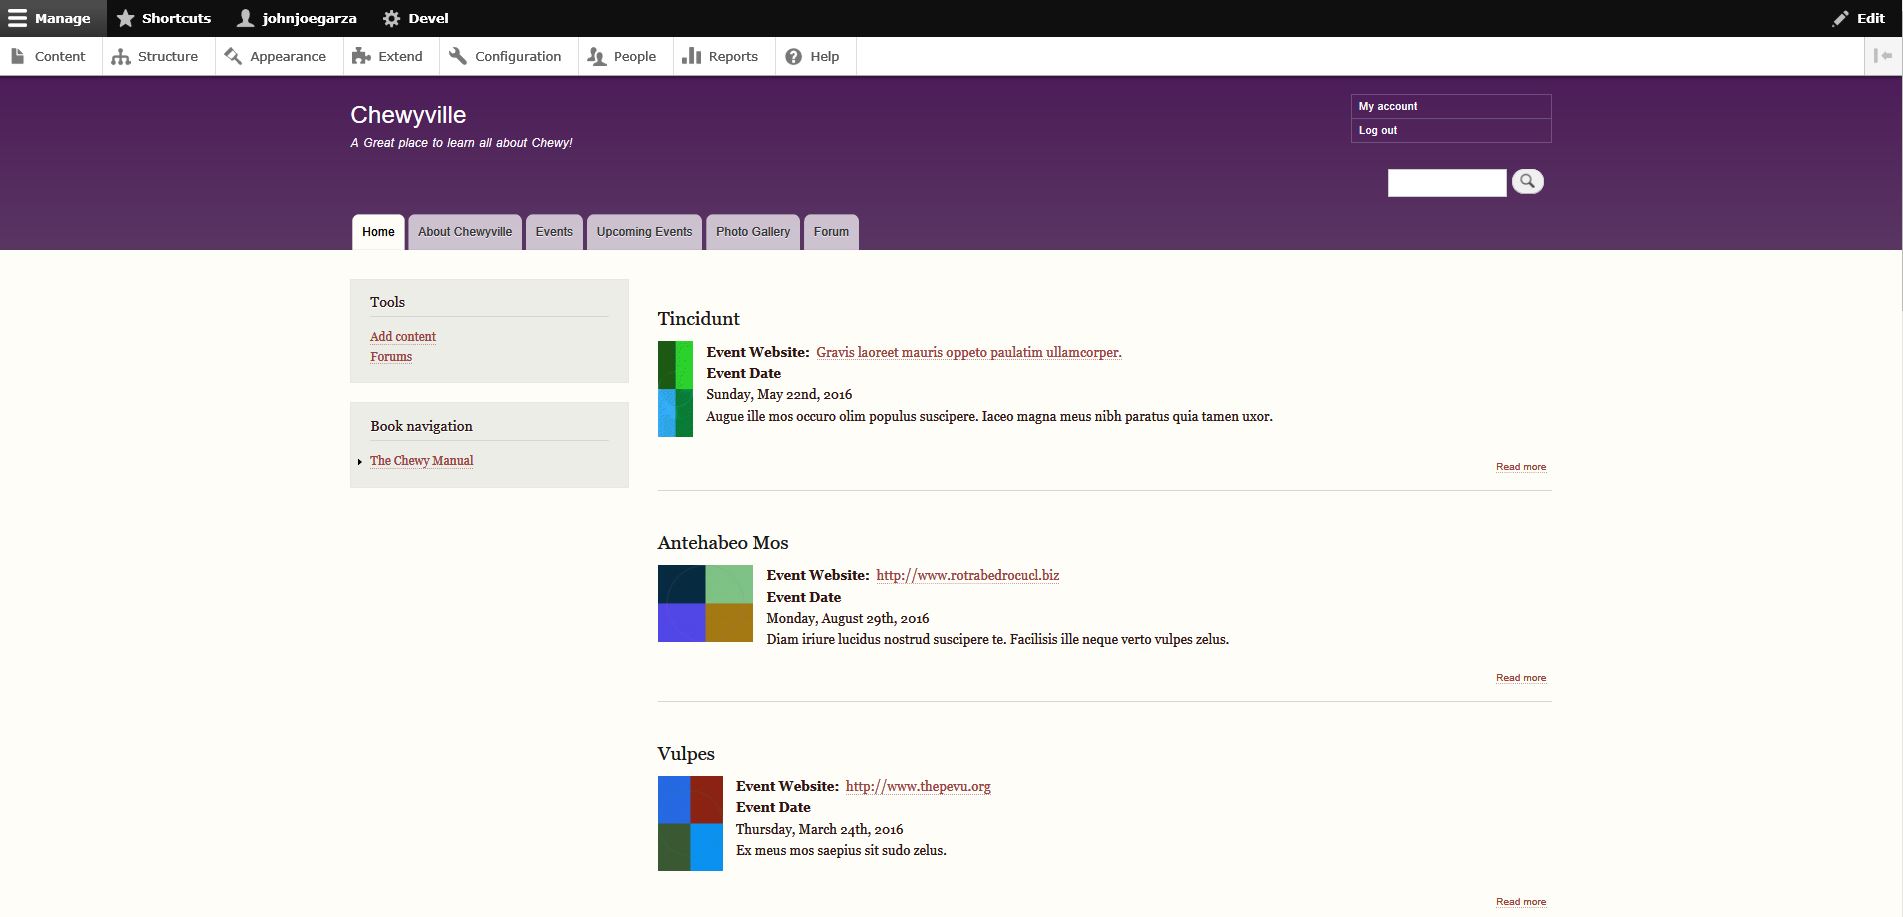 Manage Shortcuts johnjoegarza Devel Edit
Content Structure Appearance Extend Configuration People Reports Help
Chewyville
A Great place to learn all about Chewy!
My account
Log out
Home About Chewyville Events Upcoming Events Photo Gallery Forum
Tools
Add content
Forums
Book navigation
The Chewy Manual
Tincidunt
Event Website: Gravis laoreet mauris oppeto paulatim ullamcorper.
Event Date
Sunday, May 22nd, 2016
Augue ille mos occuro olim populus suscipere. Iaceo magna meus nibh paratus quia tamen uxor.
Read more
Antehabeo Mos
Event Website: http://www.rotrabedrocucl.biz
Event Date
Monday, August 29th, 2016
Diam iriure lucidus nostrud suscipere te. Facilisis ille neque verto vulpes zelus.
Read more
Vulpes
Event Website: http://www.thepevu.org
Event Date
Thursday, March 24th, 2016
Ex meus mos saepius sit sudo zelus.
Read more